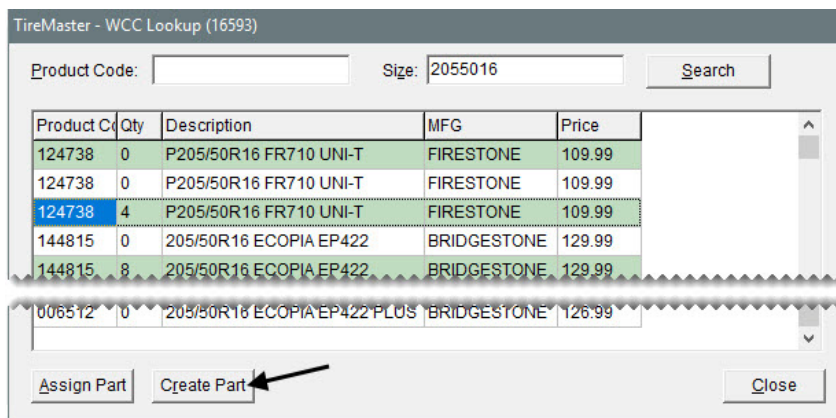 TireMaster - WCC Lookup (16593)
Product Code: Size: 2055016 Search
Product Co Qty Description MFG Price
124738 0 P205/50R16 FR710 UNI-T FIRESTONE 109.99
124738 0 P205/50R16 FR710 UNI-T FIRESTONE 109.99
124738 4 P205/50R16 FR710 UNI-T FIRESTONE 109.99
144815 0 205/50R16 ECOPIA EP422 BRIDGESTONE 129.99
144815 8 205/50R16 ECOPIA EP422 BRIDGESTONE 129.99
006512 0 205/50R16 ECOPIA EP422 PLUS BRIDGESTONE 126.99
Assign Part Create Part Close